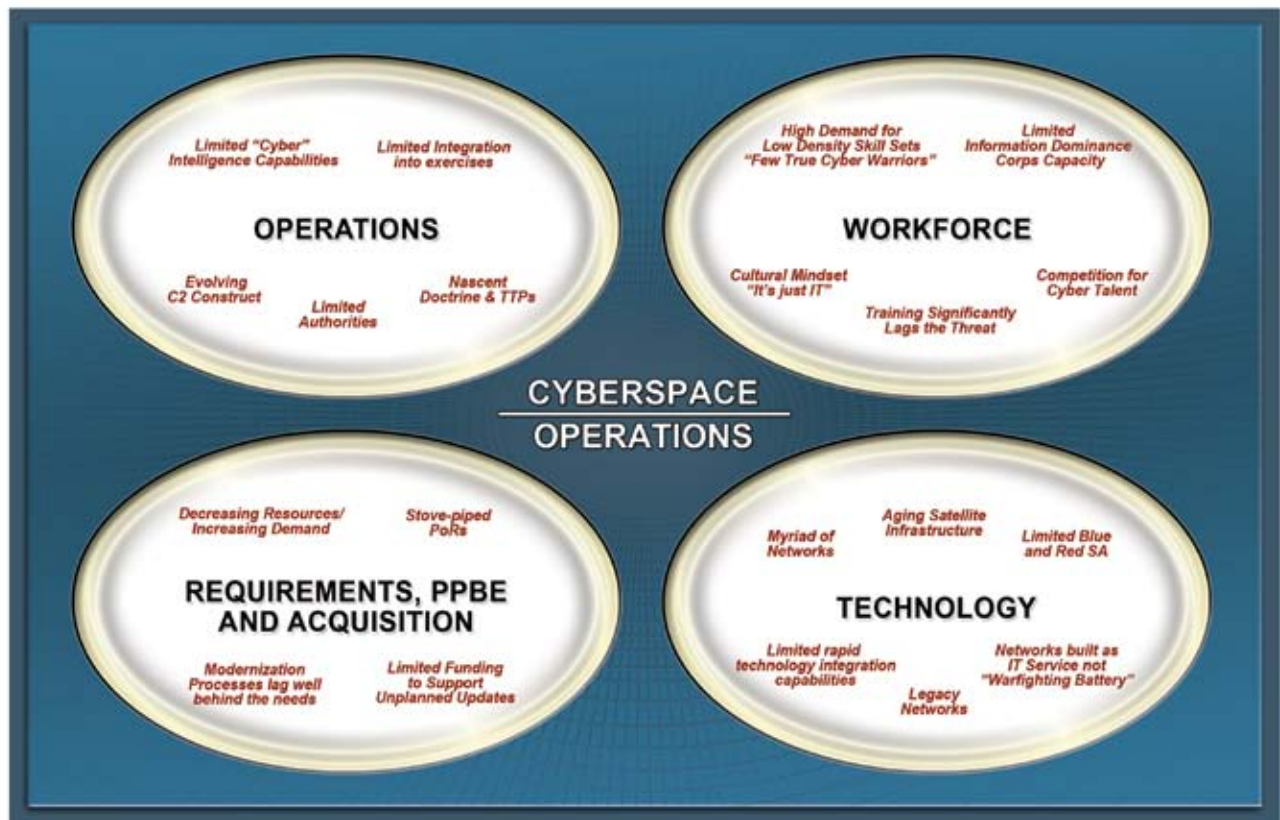 Limited "Cyber"
Intelligence Capabilities
Limited Integration
into exercises
OPERATIONS
Evolving
C2 Construct
Limited
Authorities
Nascent
Doctrine & TTPs
High Demand for
Low Density Skill Sets
"Few True Cyber Warriors"
Limited
Information Dominance
Corps Capacity
WORKFORCE
Cultural Mindset
"It's just IT"
Training Significantly
Lags the Threat
Competition for
Cyber Talent
CYBERSPACE
OPERATIONS
Decreasing Resources/
Increasing Demand
Stove-piped
PoRs
REQUIREMENTS, PPBE
AND ACQUISITION
Modernization
Processes lag well
behind the needs
Limited Funding
to Support
Unplanned Updates
Myriad of
Networks
Aging Satellite
Infrastructure
Limited Blue
and Red SA
TECHNOLOGY
Limited rapid
technology integration
capabilities
Legacy
Networks
Networks built as
IT Service not
"Warfighting Battery"